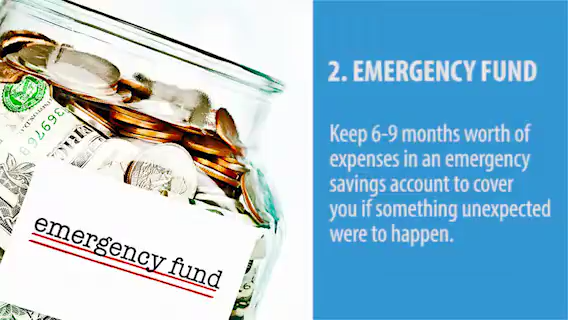 2. EMERGENCY FUND
Keep 6-9 months worth of
expenses in an emergency
savings account to cover
you if something unexpected
were to happen.
emergency fund